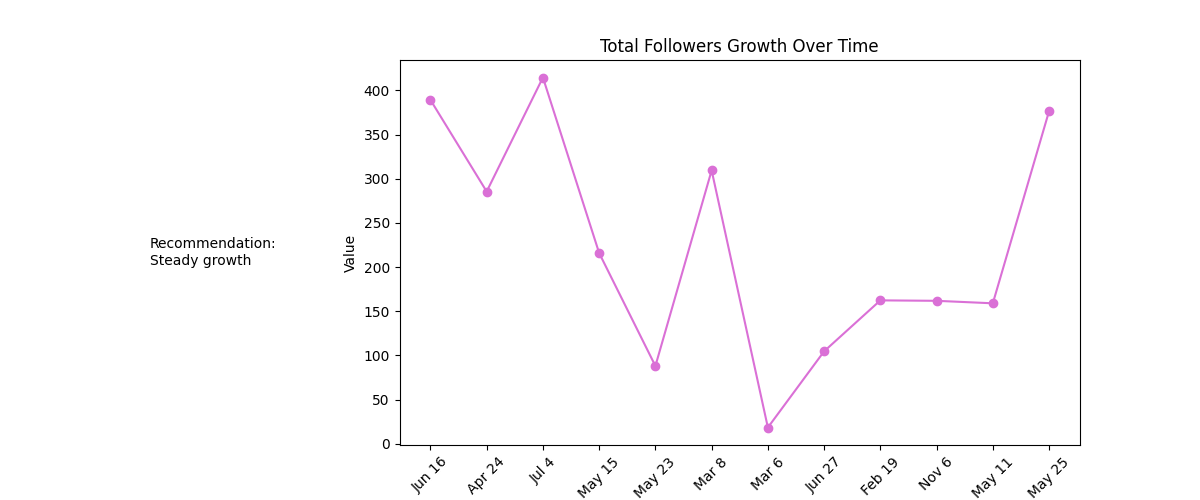 Total Followers Growth Over Time
Recommendation:
Steady growth
Value
400
350
300
250
200
150
100
50
0
Jun 16
Apr 24
Jul 4
May 15
May 23
Mar 8
Mar 6
Jun 27
Feb 19
Nov 6
May 11
May 25